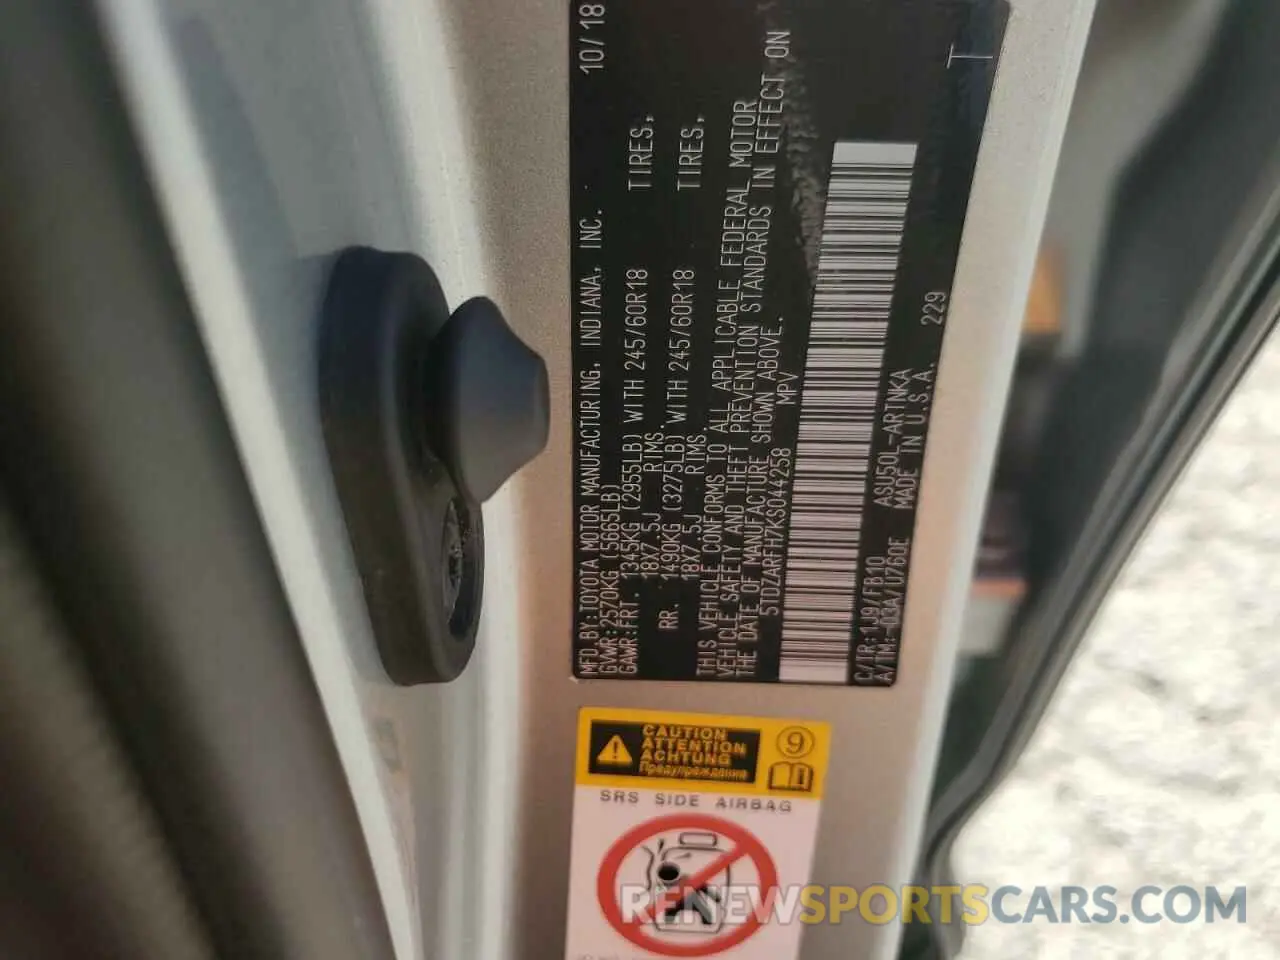 MFD.BY:TOYOTA MOTOR MANUFACTURING, INDIANA, INC. 10/18
GVWR:2570KG (5665LB)
GAWR:FRT. 1345KG (2955LB) WITH 245/60R18 TIRES,
18X7.5J RIMS.
RR. 1490KG (3275LB) WITH 245/60R18 TIRES,
18X7.5J RIMS.
THIS VEHICLE CONFORMS TO ALL APPLICABLE FEDERAL MOTOR
VEHICLE SAFETY AND THEFT PREVENTION STANDARDS IN EFFECT ON
THE DATE OF MANUFACTURE SHOWN ABOVE.
5TDZARFH7KS044258 MPV
C/TR:1J9/FB10 ASU50L-ARTNKA 229
A/TM:-03A/U760E MADE IN U.S.A.
T
CAUTION
ATTENTION
ACHTUNG
Предупреждение
9
SRS SIDE AIRBAG
RENEWSPORTSCARS.COM